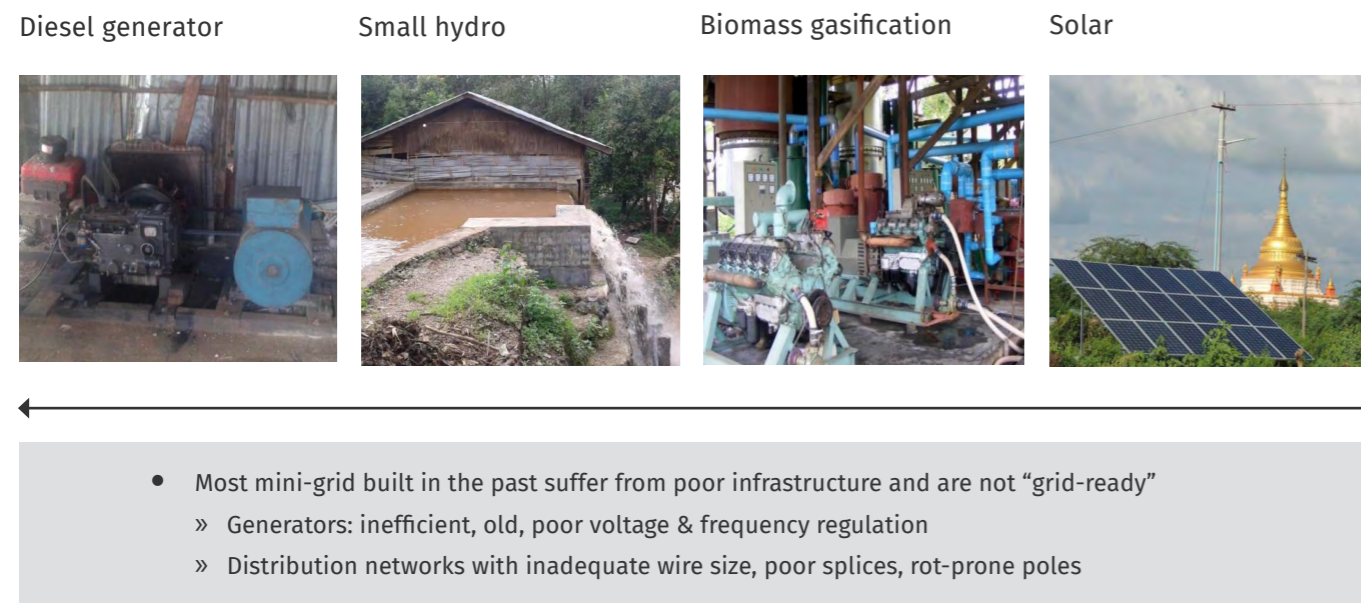 Diesel generator
Small hydro
Biomass gasification
Solar
• Most mini-grid built in the past suffer from poor infrastructure and are not “grid-ready”
» Generators: inefficient, old, poor voltage & frequency regulation
» Distribution networks with inadequate wire size, poor splices, rot-prone poles